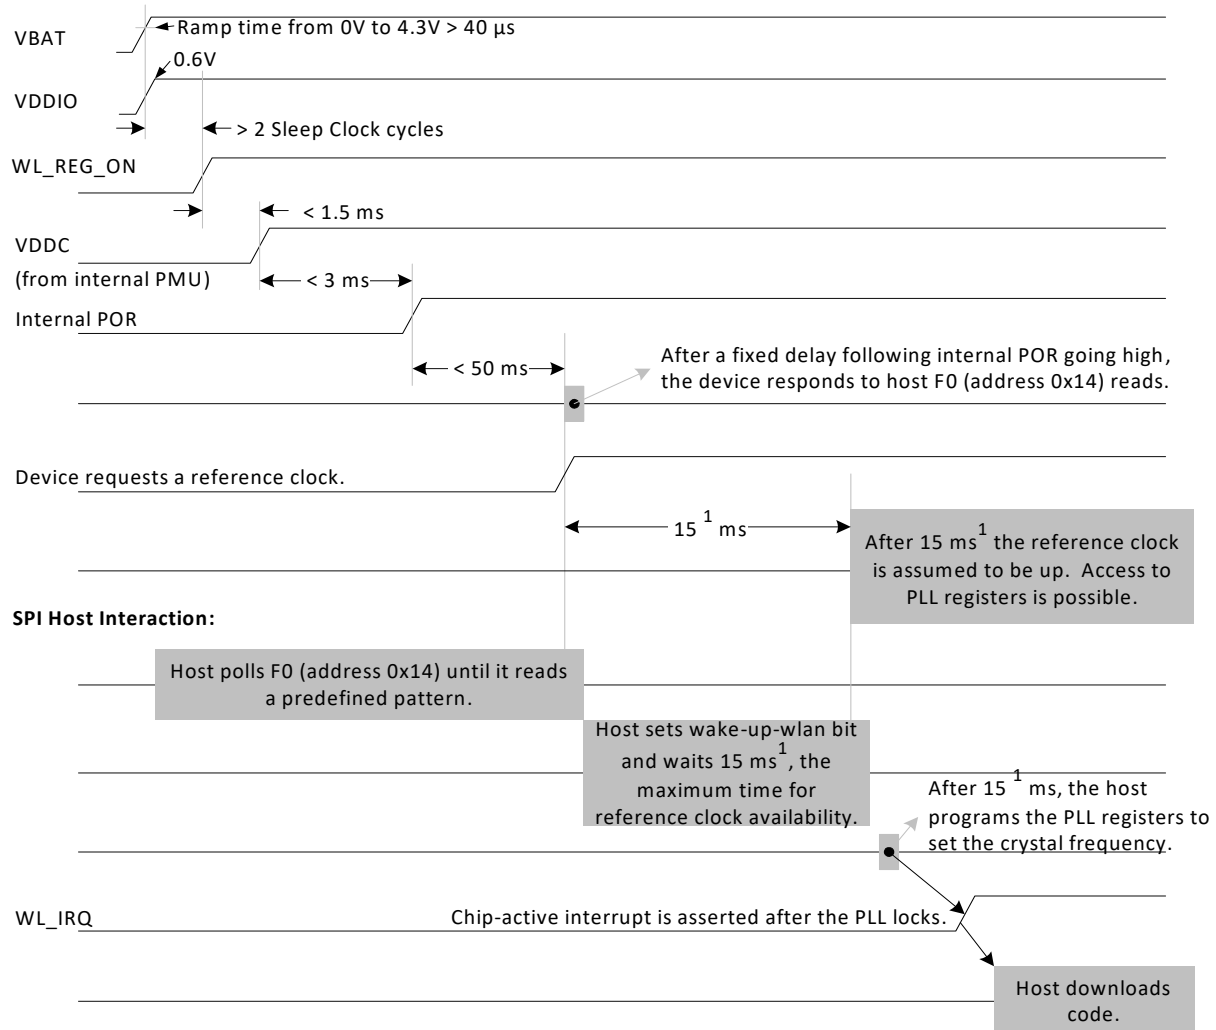 VBAT
Ramp time from 0V to 4.3V > 40 µs
0.6V
VDDIO
> 2 Sleep Clock cycles
WL_REG_ON
< 1.5 ms
VDDC
(from internal PMU)
< 3 ms
Internal POR
< 50 ms
After a fixed delay following internal POR going high,
the device responds to host F0 (address 0x14) reads.
Device requests a reference clock.
15 1 ms
After 15 ms1 the reference clock
is assumed to be up. Access to
PLL registers is possible.
SPI Host Interaction:
Host polls F0 (address 0x14) until it reads
a predefined pattern.
Host sets wake-up-wlan bit
and waits 15 ms1, the
maximum time for
reference clock availability.
After 15 1 ms, the host
programs the PLL registers to
set the crystal frequency.
WL_IRQ
Chip-active interrupt is asserted after the PLL locks.
Host downloads
code.